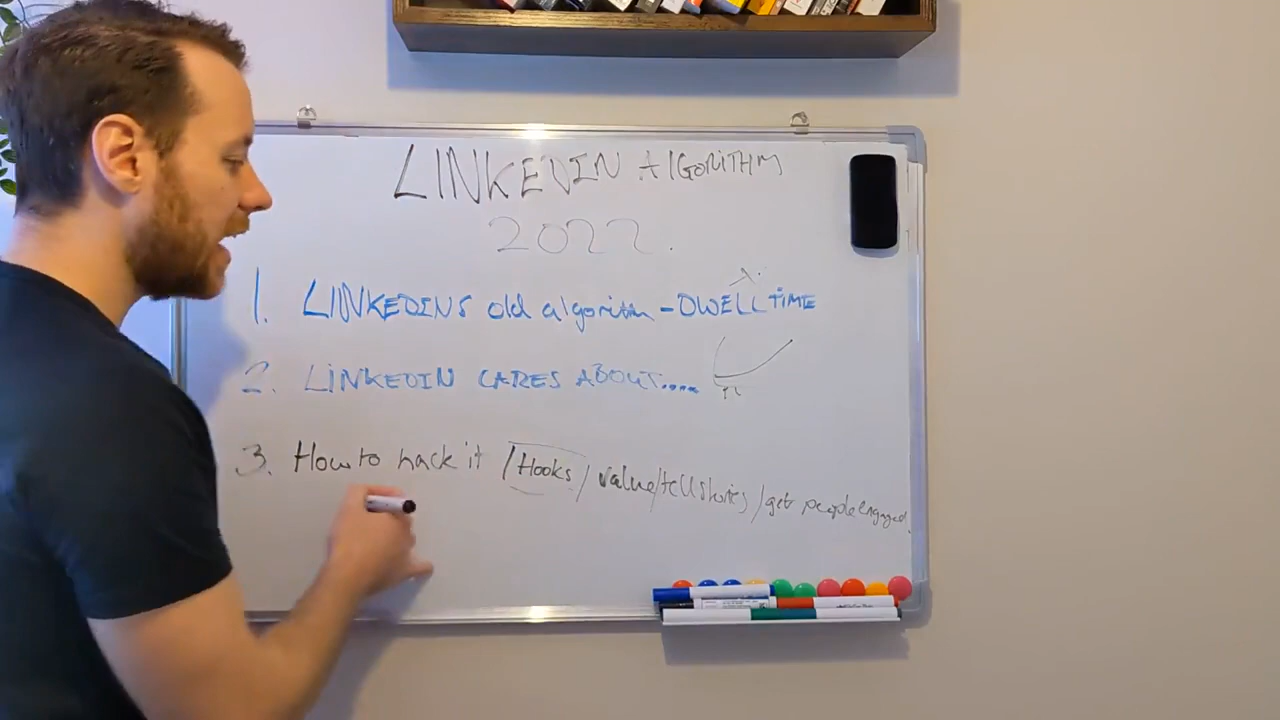 LINKEDIN ALGORITHM
2022.
1. LINKEDINS old algorithm - DWELL TIME
2. LINKEDIN CARES ABOUT....
3. How to hack it / Hooks / value/tell stories / get people engaged.